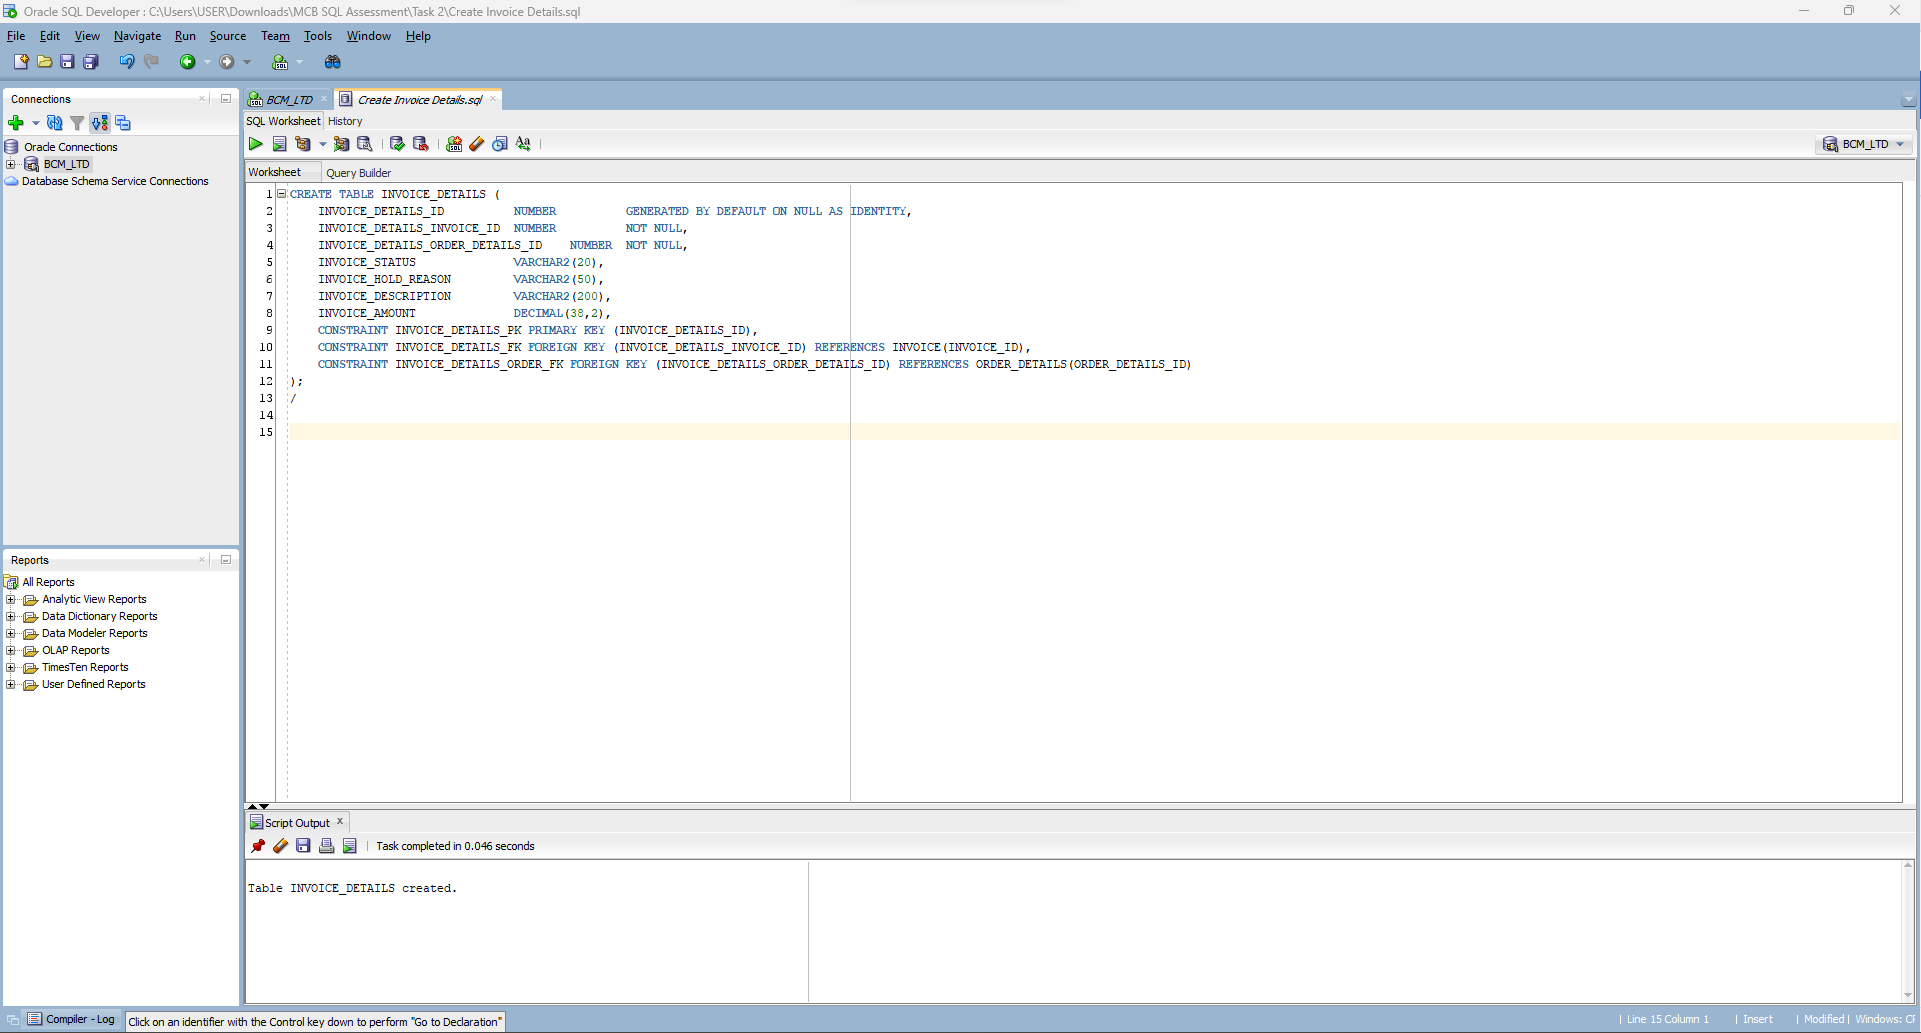 Oracle SQL Developer : C:\Users\USER\Downloads\MCB SQL Assessment\Task 2\Create Invoice Details.sql
File Edit View Navigate Run Source Team Tools Window Help
Connections
Oracle Connections
BCM_LTD
Database Schema Service Connections
Reports
All Reports
Analytic View Reports
Data Dictionary Reports
Data Modeler Reports
OLAP Reports
TimesTen Reports
User Defined Reports
BCM_LTD Create Invoice Details.sql
SQL Worksheet History
BCM_LTD
Worksheet Query Builder
1 CREATE TABLE INVOICE_DETAILS (
2 INVOICE_DETAILS_ID NUMBER GENERATED BY DEFAULT ON NULL AS IDENTITY,
3 INVOICE_DETAILS_INVOICE_ID NUMBER NOT NULL,
4 INVOICE_DETAILS_ORDER_DETAILS_ID NUMBER NOT NULL,
5 INVOICE_STATUS VARCHAR2(20),
6 INVOICE_HOLD_REASON VARCHAR2(50),
7 INVOICE_DESCRIPTION VARCHAR2(200),
8 INVOICE_AMOUNT DECIMAL(38,2),
9 CONSTRAINT INVOICE_DETAILS_PK PRIMARY KEY (INVOICE_DETAILS_ID),
10 CONSTRAINT INVOICE_DETAILS_FK FOREIGN KEY (INVOICE_DETAILS_INVOICE_ID) REFERENCES INVOICE(INVOICE_ID),
11 CONSTRAINT INVOICE_DETAILS_ORDER_FK FOREIGN KEY (INVOICE_DETAILS_ORDER_DETAILS_ID) REFERENCES ORDER_DETAILS(ORDER_DETAILS_ID)
12 );
13 /
14
15
Script Output
Task completed in 0.046 seconds
Table INVOICE_DETAILS created.
Compiler - Log
Click on an identifier with the Control key down to perform "Go to Declaration"
Line 15 Column 1 | Insert | Modified | Windows: CF